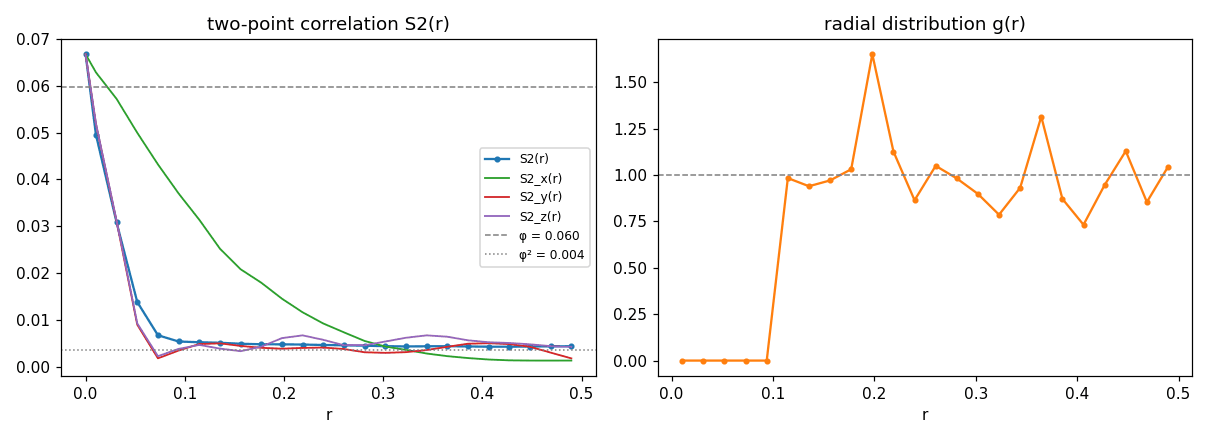 two-point correlation S2(r)
0.07
0.06
0.05
0.04
0.03
0.02
0.01
0.00
0.0 0.1 0.2 0.3 0.4 0.5
r
S2(r)
S2_x(r)
S2_y(r)
S2_z(r)
φ = 0.060
φ² = 0.004
radial distribution g(r)
1.50
1.25
1.00
0.75
0.50
0.25
0.00
0.0 0.1 0.2 0.3 0.4 0.5
r